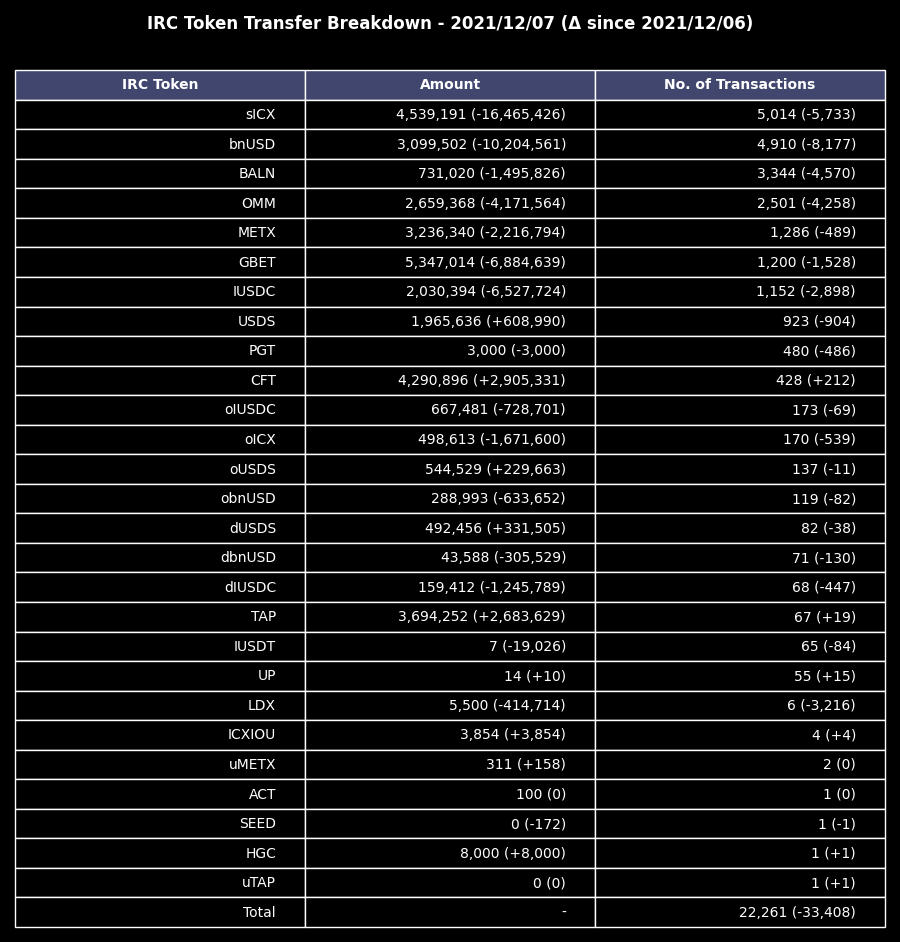 IRC Token Transfer Breakdown - 2021/12/07 (Δ since 2021/12/06)
IRC Token Amount No. of Transactions
sICX 4,539,191 (-16,465,426) 5,014 (-5,733)
bnUSD 3,099,502 (-10,204,561) 4,910 (-8,177)
BALN 731,020 (-1,495,826) 3,344 (-4,570)
OMM 2,659,368 (-4,171,564) 2,501 (-4,258)
METX 3,236,340 (-2,216,794) 1,286 (-489)
GBET 5,347,014 (-6,884,639) 1,200 (-1,528)
IUSDC 2,030,394 (-6,527,724) 1,152 (-2,898)
USDS 1,965,636 (+608,990) 923 (-904)
PGT 3,000 (-3,000) 480 (-486)
CFT 4,290,896 (+2,905,331) 428 (+212)
oIUSDC 667,481 (-728,701) 173 (-69)
oICX 498,613 (-1,671,600) 170 (-539)
oUSDS 544,529 (+229,663) 137 (-11)
obnUSD 288,993 (-633,652) 119 (-82)
dUSDS 492,456 (+331,505) 82 (-38)
dbnUSD 43,588 (-305,529) 71 (-130)
dIUSDC 159,412 (-1,245,789) 68 (-447)
TAP 3,694,252 (+2,683,629) 67 (+19)
IUSDT 7 (-19,026) 65 (-84)
UP 14 (+10) 55 (+15)
LDX 5,500 (-414,714) 6 (-3,216)
ICXIOU 3,854 (+3,854) 4 (+4)
uMETX 311 (+158) 2 (0)
ACT 100 (0) 1 (0)
SEED 0 (-172) 1 (-1)
HGC 8,000 (+8,000) 1 (+1)
uTAP 0 (0) 1 (+1)
Total - 22,261 (-33,408)